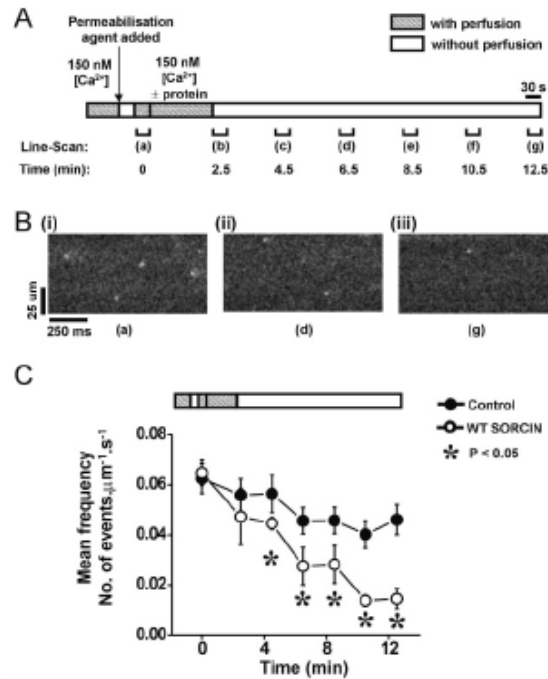 A
Permeabilisation
agent added
with perfusion
without perfusion
150 nM
[Ca²⁺]
150 nM
[Ca²⁺]
± protein
30 s
Line-Scan: (a) (b) (c) (d) (e) (f) (g)
Time (min): 0 2.5 4.5 6.5 8.5 10.5 12.5
B (i) (ii) (iii)
25 um
250 ms
(a) (d) (g)
C
Control
WT SORCIN
* P < 0.05
Mean frequency
No. of events.µm⁻¹.s⁻¹
0.08
0.06
0.04
0.02
0.00
* * * * *
0 4 8 12
Time (min)